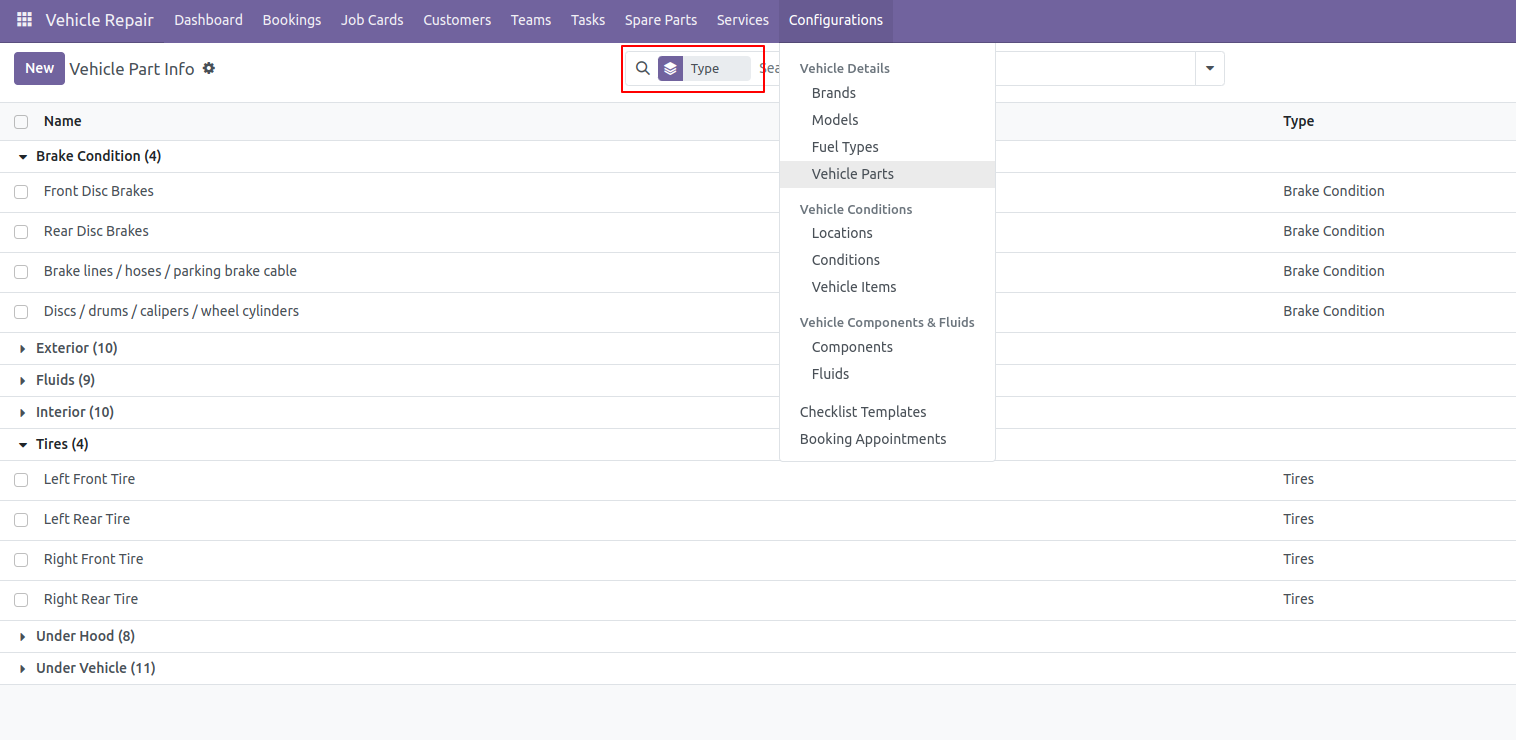 Vehicle Repair Dashboard Bookings Job Cards Customers Teams Tasks Spare Parts Services Configurations
New Vehicle Part Info Type Sea
Vehicle Details
Brands
Models
Fuel Types
Vehicle Parts
Vehicle Conditions
Locations
Conditions
Vehicle Items
Vehicle Components & Fluids
Components
Fluids
Checklist Templates
Booking Appointments
Name Type
Brake Condition (4)
Front Disc Brakes Brake Condition
Rear Disc Brakes Brake Condition
Brake lines / hoses / parking brake cable Brake Condition
Discs / drums / calipers / wheel cylinders Brake Condition
Exterior (10)
Fluids (9)
Interior (10)
Tires (4)
Left Front Tire Tires
Left Rear Tire Tires
Right Front Tire Tires
Right Rear Tire Tires
Under Hood (8)
Under Vehicle (11)